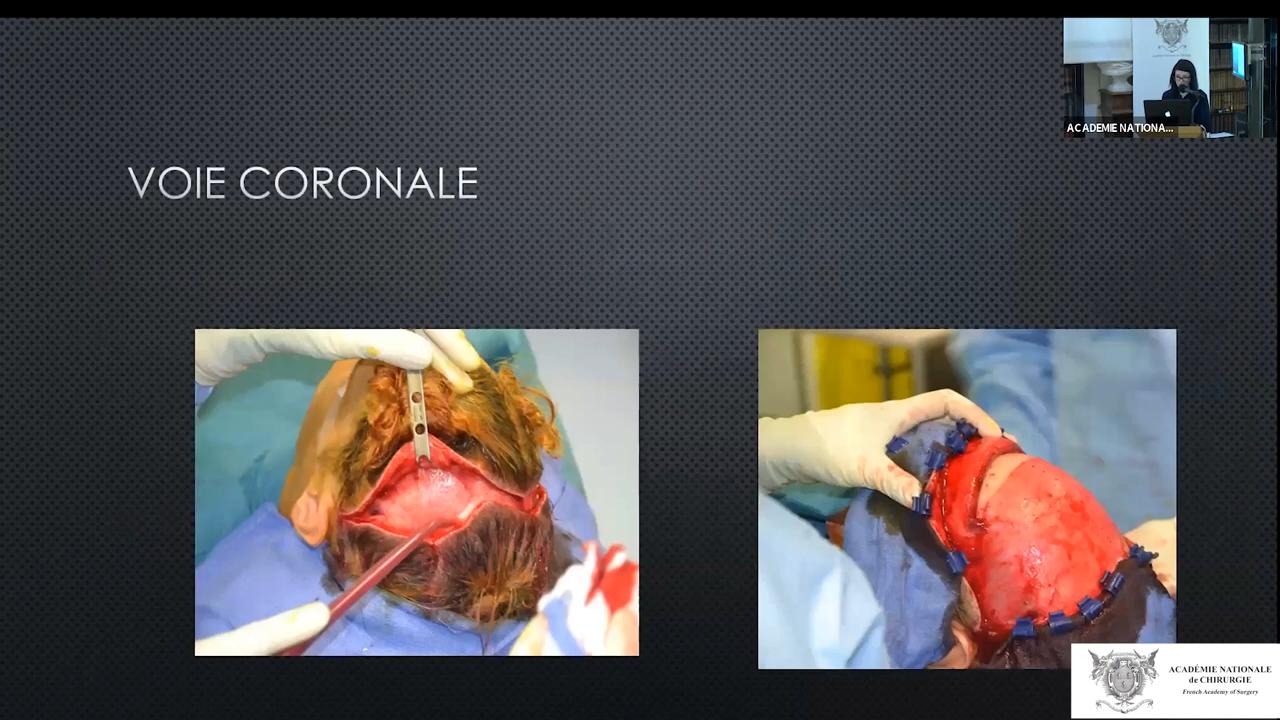 ACADEMIE NATIONA...
VOIE CORONALE
ACADÉMIE NATIONALE
de CHIRURGIE
French Academy of Surgery